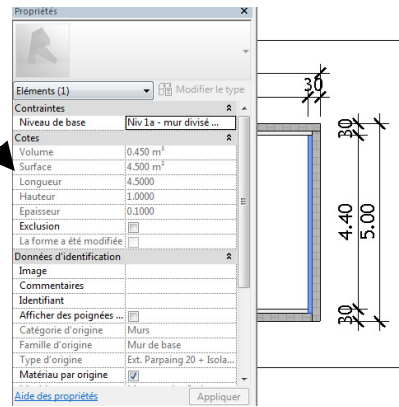 Propriétés
Eléments (1)
Modifier le type
Contraintes
Niveau de base Niv 1a - mur divisé ...
Cotes
Volume 0.450 m³
Surface 4.500 m²
Longueur 4.5000
Hauteur 1.0000
Epaisseur 0.1000
Exclusion
La forme a été modifiée
Données d'identification
Image
Commentaires
Identifiant
Afficher des poignées ...
Catégorie d'origine Murs
Famille d'origine Mur de base
Type d'origine Ext. Parpaing 20 + Isola...
Matériau par origine
Aide des propriétés
Appliquer
30
30
4.40
5.00
30